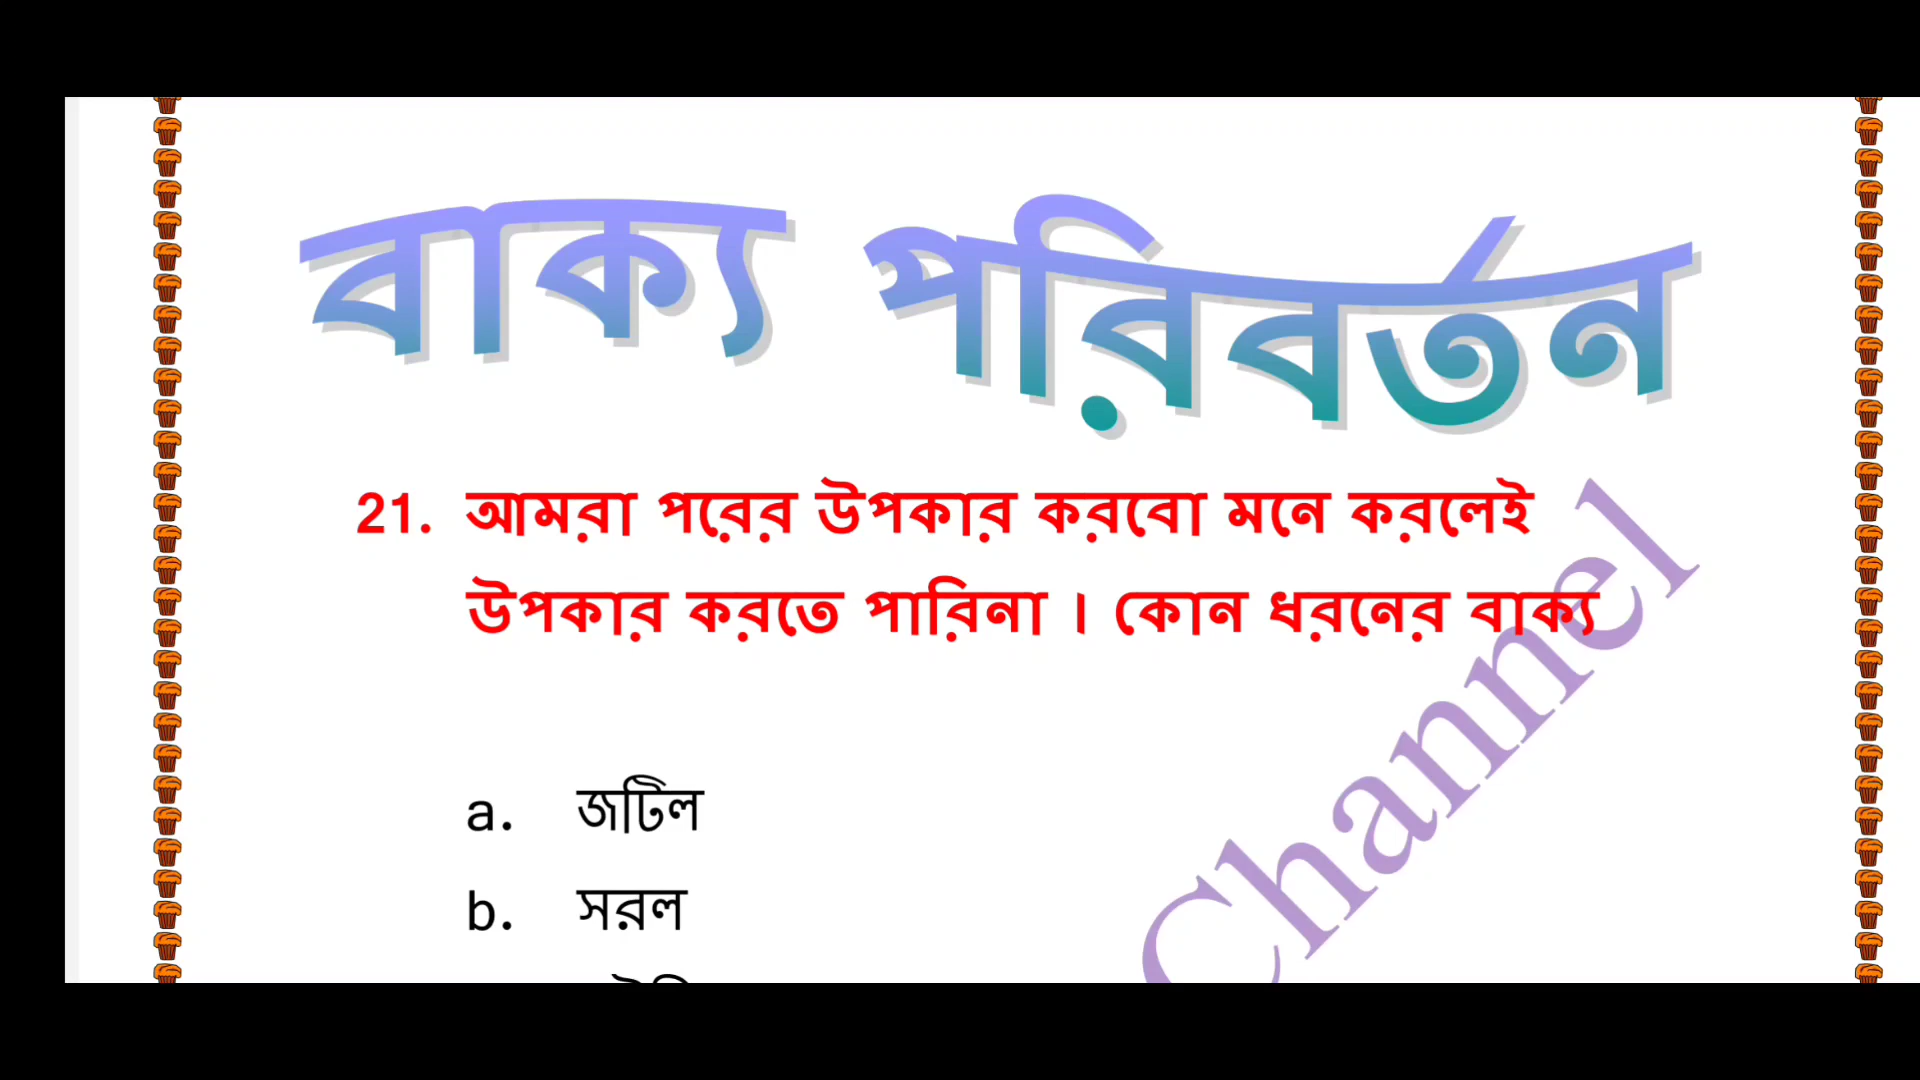 বাক্য পরিবর্তন
21. আমরা পরের উপকার করবো মনে করলেই
উপকার করতে পারিনা । কোন ধরনের বাক্য
a. জটিল
b. সরল
Channel